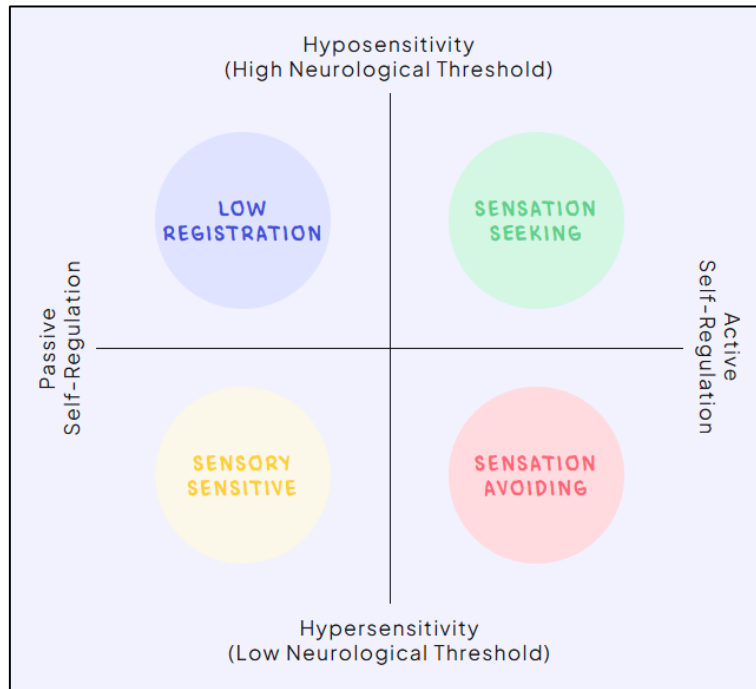 Hyposensitivity
(High Neurological Threshold)
LOW
REGISTRATION
SENSATION
SEEKING
Passive
Self-Regulation
Active
Self-Regulation
SENSORY
SENSITIVE
SENSATION
AVOIDING
Hypersensitivity
(Low Neurological Threshold)